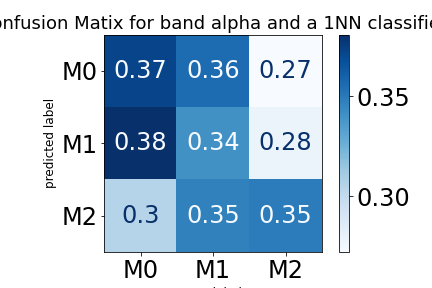 onfusion Matix for band alpha and a 1NN classifie
predicted label
M0 0.37 0.36 0.27
M1 0.38 0.34 0.28
M2 0.3 0.35 0.35
M0 M1 M2
0.35
0.30